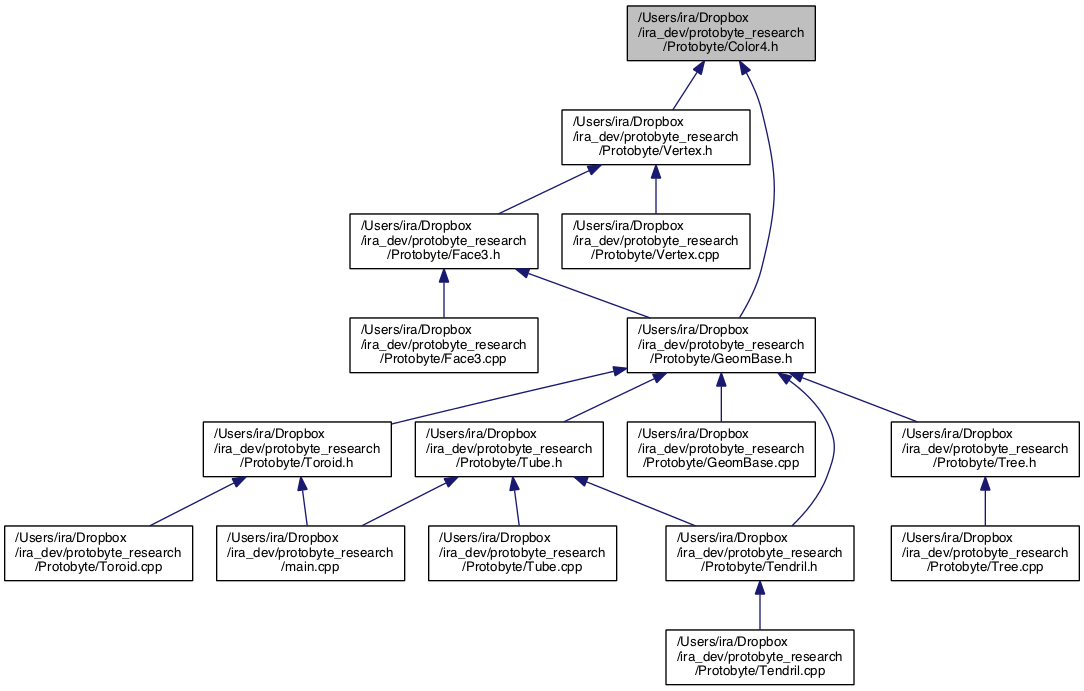 /Users/ira/Dropbox
/ira_dev/protobyte_research
/Protobyte/Color4.h
/Users/ira/Dropbox
/ira_dev/protobyte_research
/Protobyte/Vertex.h
/Users/ira/Dropbox
/ira_dev/protobyte_research
/Protobyte/Face3.h
/Users/ira/Dropbox
/ira_dev/protobyte_research
/Protobyte/Vertex.cpp
/Users/ira/Dropbox
/ira_dev/protobyte_research
/Protobyte/Face3.cpp
/Users/ira/Dropbox
/ira_dev/protobyte_research
/Protobyte/GeomBase.h
/Users/ira/Dropbox
/ira_dev/protobyte_research
/Protobyte/Toroid.h
/Users/ira/Dropbox
/ira_dev/protobyte_research
/Protobyte/Tube.h
/Users/ira/Dropbox
/ira_dev/protobyte_research
/Protobyte/GeomBase.cpp
/Users/ira/Dropbox
/ira_dev/protobyte_research
/Protobyte/Tree.h
/Users/ira/Dropbox
/ira_dev/protobyte_research
/Protobyte/Toroid.cpp
/Users/ira/Dropbox
/ira_dev/protobyte_research
/main.cpp
/Users/ira/Dropbox
/ira_dev/protobyte_research
/Protobyte/Tube.cpp
/Users/ira/Dropbox
/ira_dev/protobyte_research
/Protobyte/Tendril.h
/Users/ira/Dropbox
/ira_dev/protobyte_research
/Protobyte/Tree.cpp
/Users/ira/Dropbox
/ira_dev/protobyte_research
/Protobyte/Tendril.cpp